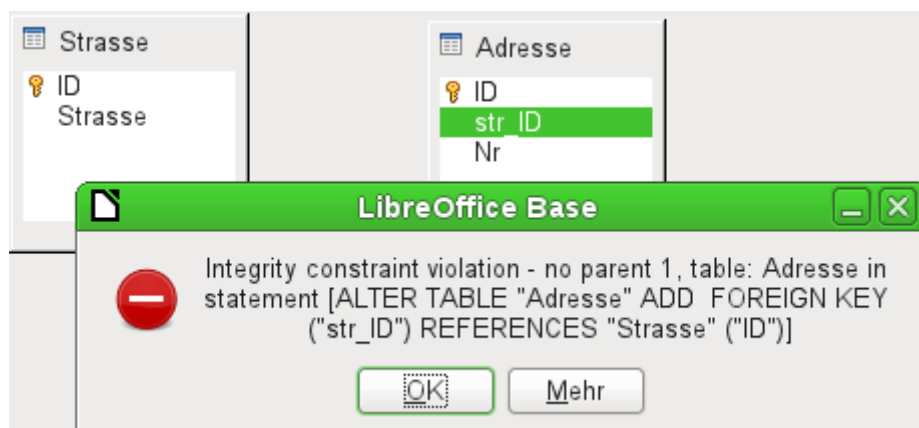 Strasse
ID
Strasse
Adresse
ID
str_ID
Nr
LibreOffice Base
Integrity constraint violation - no parent 1, table: Adresse in
statement [ALTER TABLE "Adresse" ADD  FOREIGN KEY
("str_ID") REFERENCES "Strasse" ("ID")]
OK
Mehr